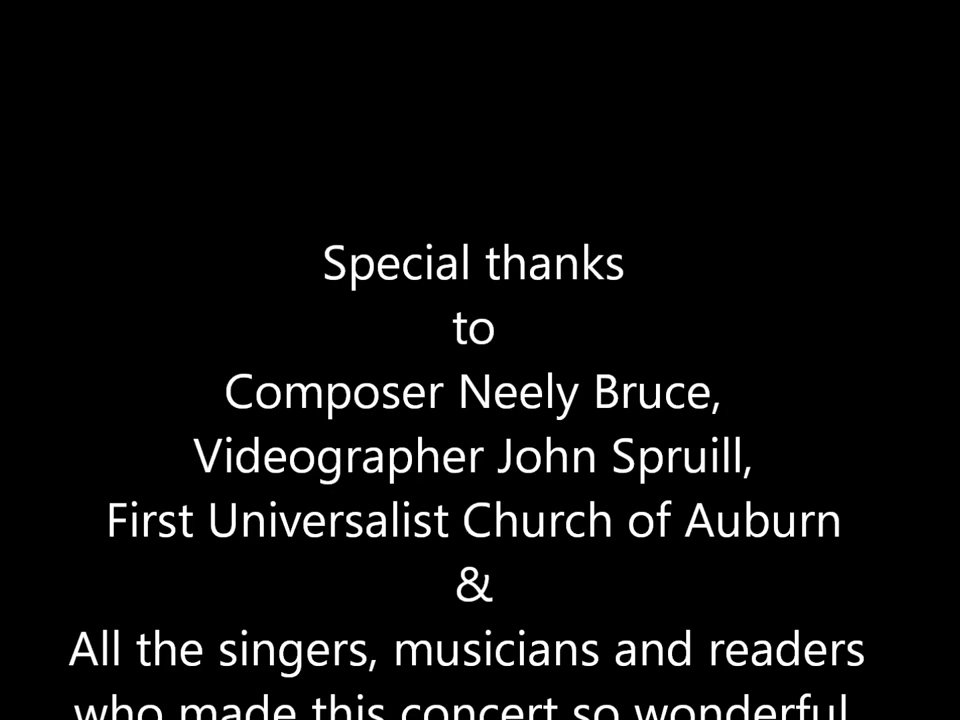 Special thanks
to
Composer Neely Bruce,
Videographer John Spruill,
First Universalist Church of Auburn
&
All the singers, musicians and readers
who made this concert so wonderful